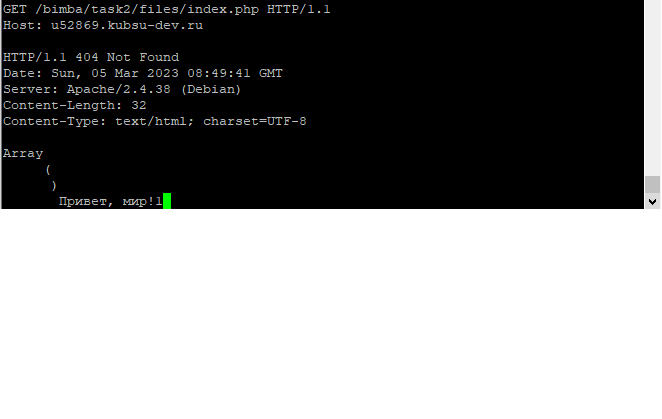 GET /bimba/task2/files/index.php HTTP/1.1
Host: u52869.kubsu-dev.ru
HTTP/1.1 404 Not Found
Date: Sun, 05 Mar 2023 08:49:41 GMT
Server: Apache/2.4.38 (Debian)
Content-Length: 32
Content-Type: text/html; charset=UTF-8
Array
(
)
Привет, мир!1